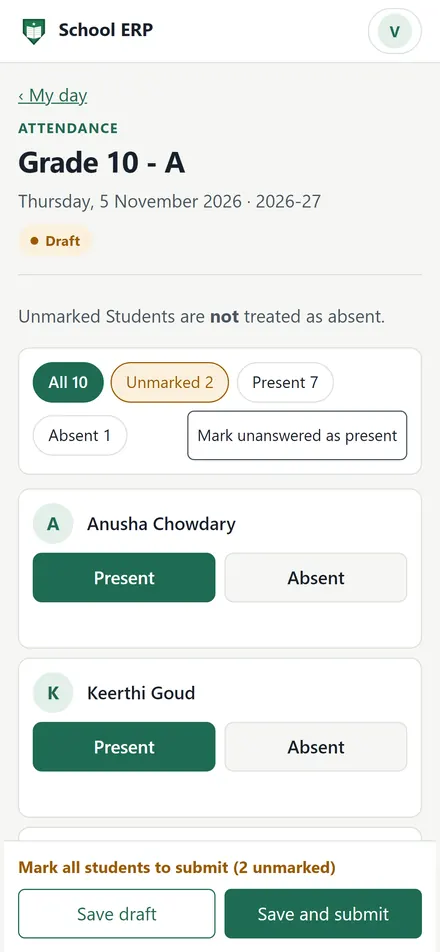 School ERP
V
‹ My day
ATTENDANCE
Grade 10 - A
Thursday, 5 November 2026 · 2026-27
Draft
Unmarked Students are not treated as absent.
All 10
Unmarked 2
Present 7
Absent 1
Mark unanswered as present
A
Anusha Chowdary
Present
Absent
K
Keerthi Goud
Present
Absent
Mark all students to submit (2 unmarked)
Save draft
Save and submit